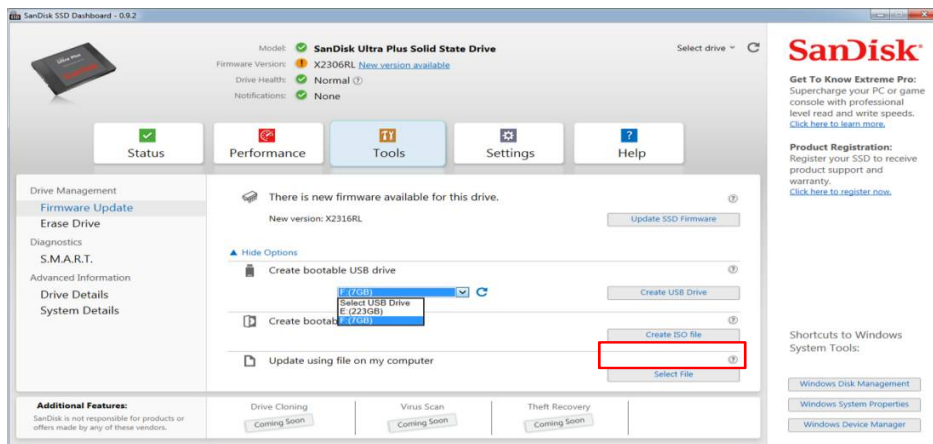 SanDisk SSD Dashboard - 0.9.2
Model: SanDisk Ultra Plus Solid State Drive
Select drive
Firmware Version: X2306RL New version available
Drive Health: Normal
Notifications: None
SanDisk
Get To Know Extreme Pro:
Supercharge your PC or game
console with professional
level read and write speeds.
Click here to learn more.
Product Registration:
Register your SSD to receive
product support and
warranty.
Click here to register now.
Status
Performance
Tools
Settings
Help
Drive Management
Firmware Update
Erase Drive
Diagnostics
S.M.A.R.T.
Advanced Information
Drive Details
System Details
There is new firmware available for this drive.
New version: X2316RL
Update SSD Firmware
Hide Options
Create bootable USB drive
F:(7GB)
Select USB Drive
E:(223GB)
F:(7GB)
Create USB Drive
Create bootab
Create ISO file
Update using file on my computer
Select File
Shortcuts to Windows
System Tools:
Windows Disk Management
Windows System Properties
Windows Device Manager
Additional Features:
SanDisk is not responsible for products or
offers made by any of these vendors.
Drive Cloning
Coming Soon
Virus Scan
Coming Soon
Theft Recovery
Coming Soon